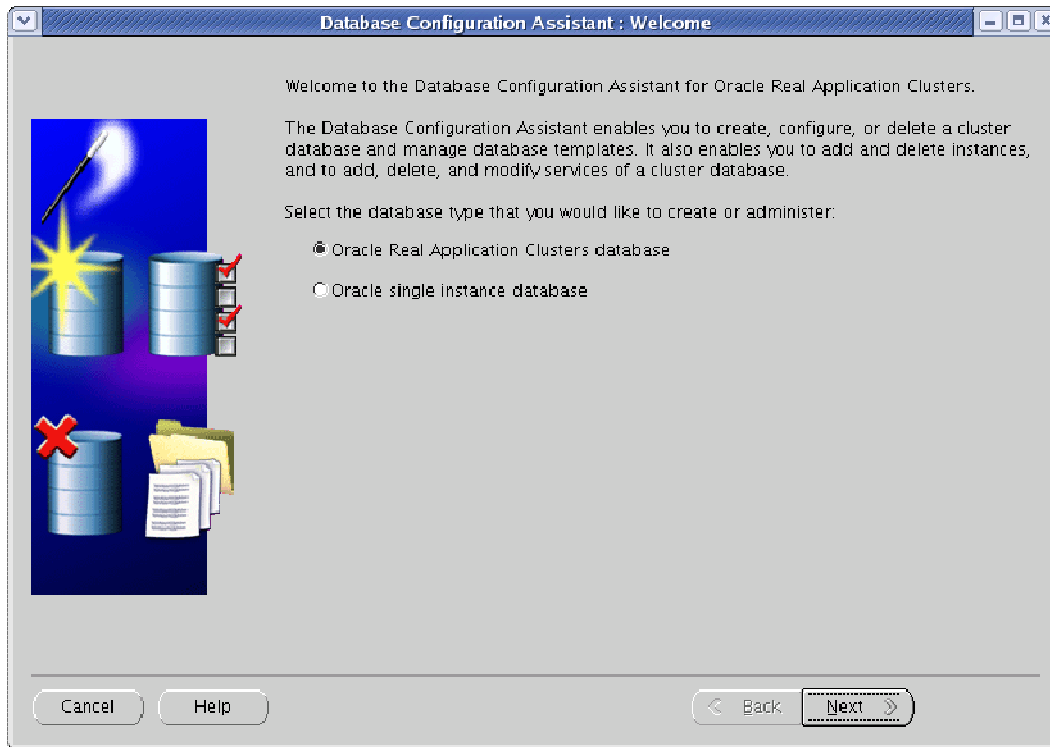 Database Configuration Assistant : Welcome
Welcome to the Database Configuration Assistant for Oracle Real Application Clusters.
The Database Configuration Assistant enables you to create, configure, or delete a cluster
database and manage database templates. It also enables you to add and delete instances,
and to add, delete, and modify services of a cluster database.
Select the database type that you would like to create or administer:
Oracle Real Application Clusters database
Oracle single instance database
Cancel
Help
Back
Next